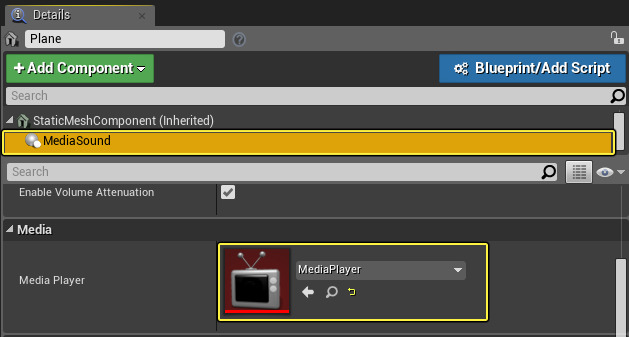 Details
Plane
Add Component
Blueprint/Add Script
Search
StaticMeshComponent (Inherited)
MediaSound
Search
Enable Volume Attenuation
Media
Media Player
MediaPlayer